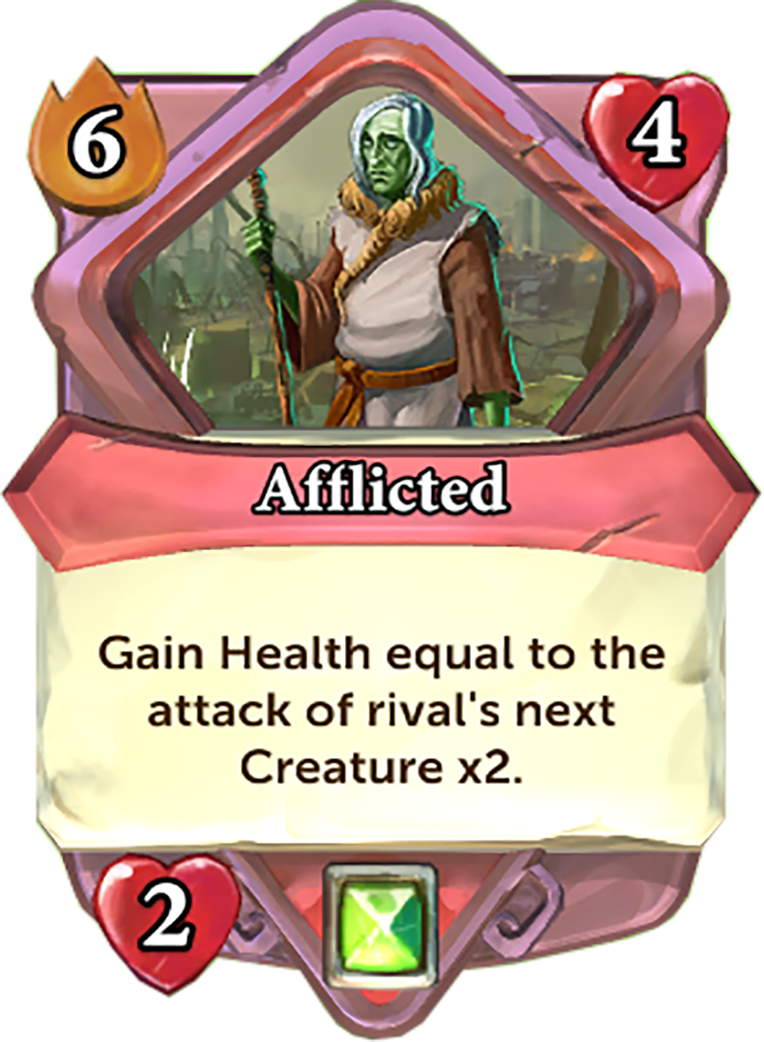 6
4
Afflicted
Gain Health equal to the
attack of rival's next
Creature x2.
2